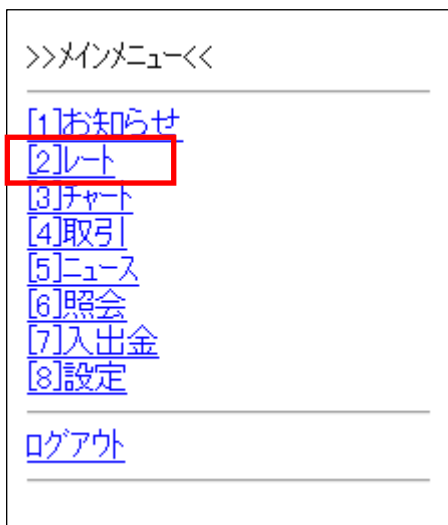 >>メインメニュー<<
[1]お知らせ
[2]レート
[3]チャート
[4]取引
[5]ニュース
[6]照会
[7]入出金
[8]設定
ログアウト